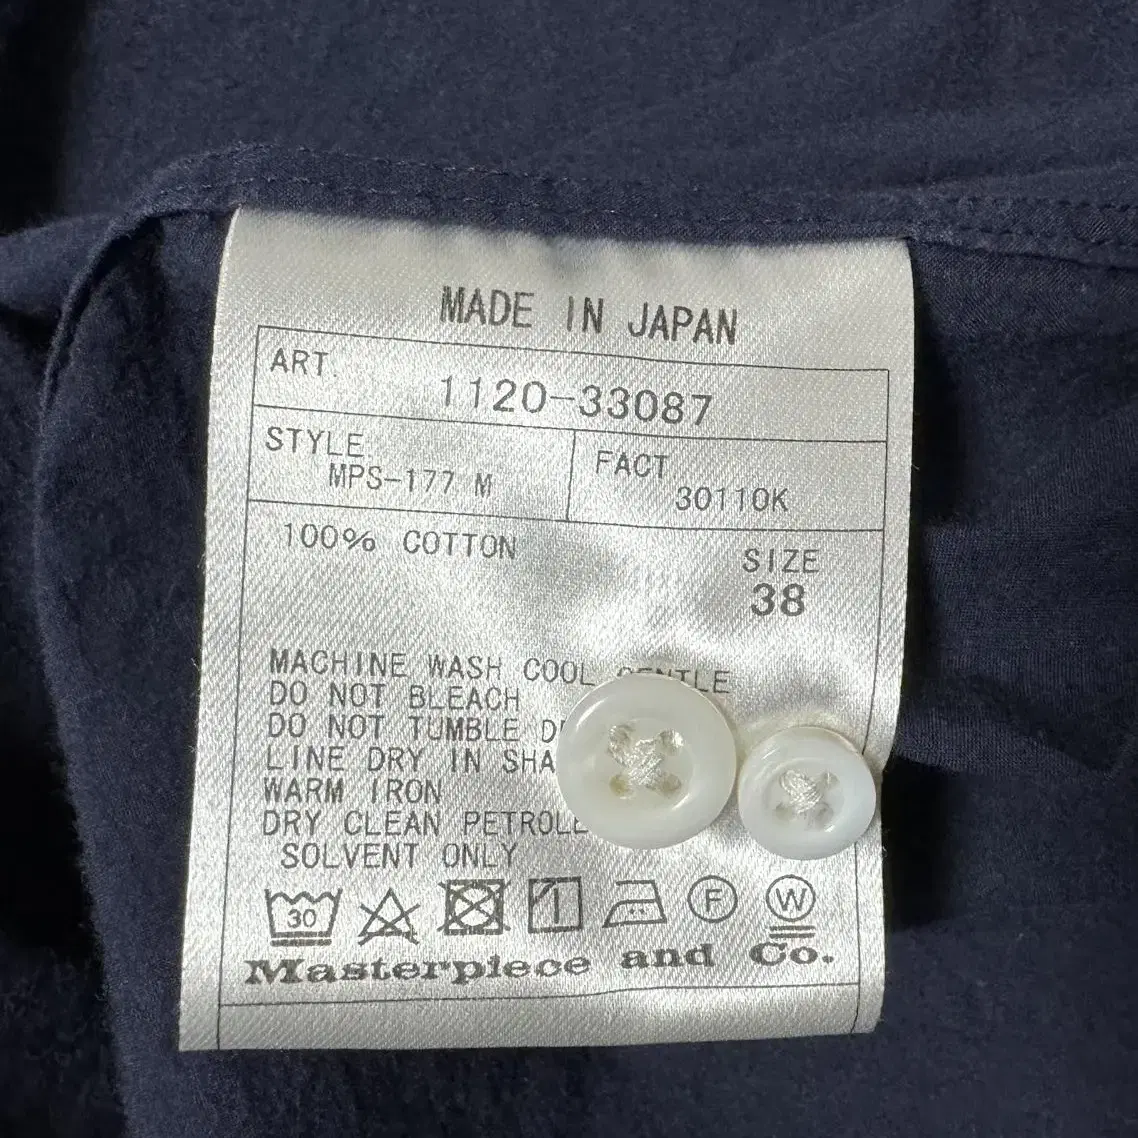 MADE IN JAPAN
ART. 1120-33087
STYLE FACT
MPS-177 M 30110K
100% COTTON SIZE
38
MACHINE WASH COOL GENTLE
DO NOT BLEACH
DO NOT TUMBLE
LINE DRY IN
WARM IRON
DRY CLEAN
SOLVENT ONLY
30 F W
Masterpiece and Co.